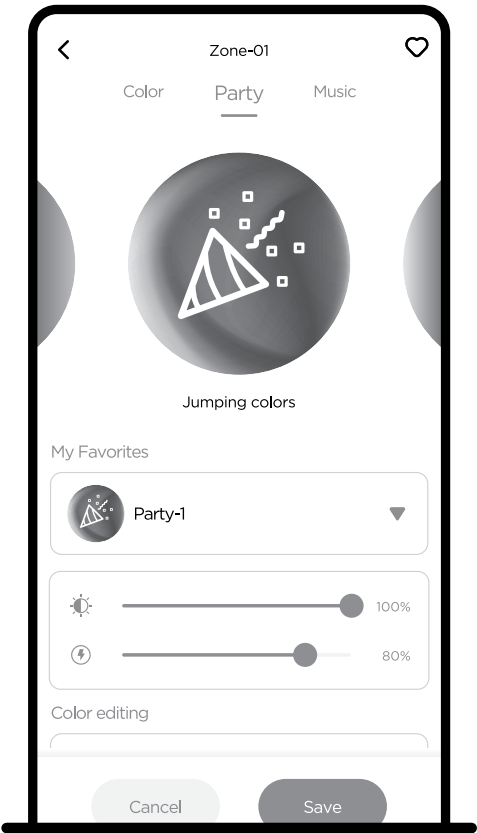 Zone-01
Color Party Music
Jumping colors
My Favorites
Party-1
100%
80%
Color editing
Cancel Save